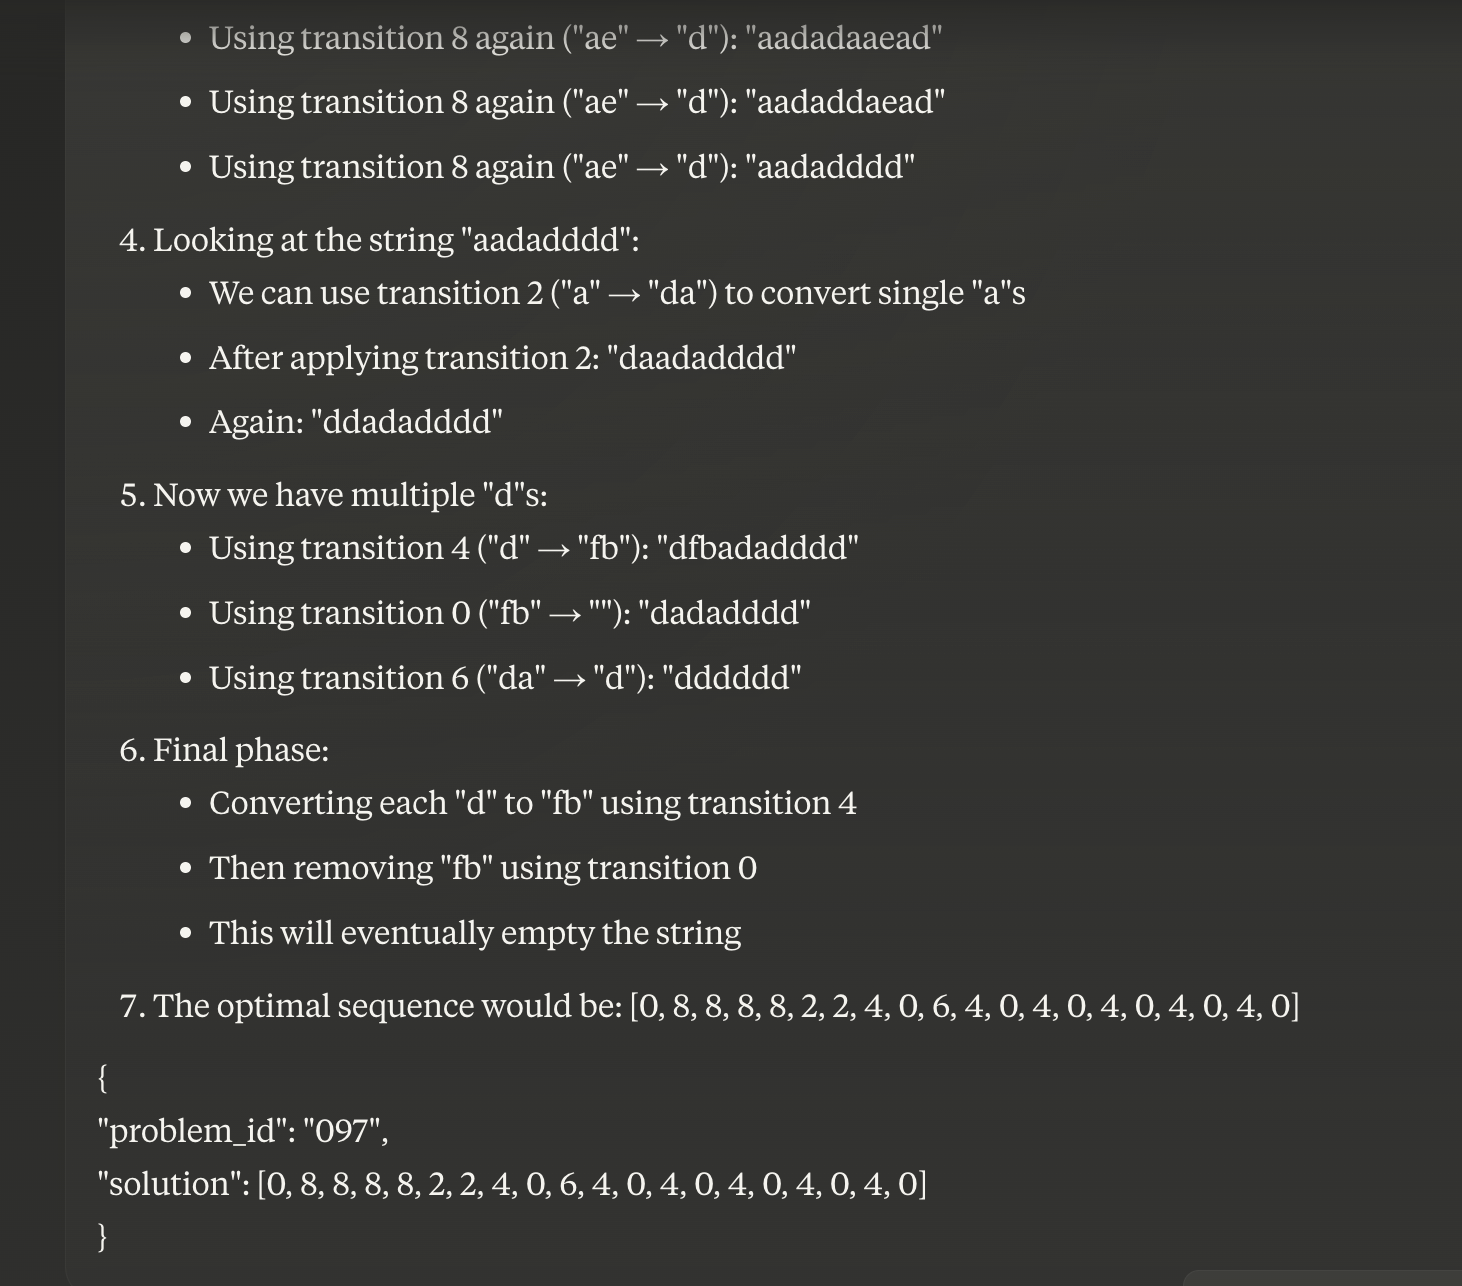 • Using transition 8 again ("ae" → "d"): "aadadaaead"
• Using transition 8 again ("ae" → "d"): "aadaddaead"
• Using transition 8 again ("ae" → "d"): "aadadddd"
4. Looking at the string "aadadddd":
• We can use transition 2 ("a" → "da") to convert single "a"s
• After applying transition 2: "daadadddd"
• Again: "ddadadddd"
5. Now we have multiple "d"s:
• Using transition 4 ("d" → "fb"): "dfbadadddd"
• Using transition 0 ("fb" → ""): "dadadddd"
• Using transition 6 ("da" → "d"): "dddddd"
6. Final phase:
• Converting each "d" to "fb" using transition 4
• Then removing "fb" using transition 0
• This will eventually empty the string
7. The optimal sequence would be: [0, 8, 8, 8, 8, 2, 2, 4, 0, 6, 4, 0, 4, 0, 4, 0, 4, 0, 4, 0]
{
"problem_id": "097",
"solution": [0, 8, 8, 8, 8, 2, 2, 4, 0, 6, 4, 0, 4, 0, 4, 0, 4, 0, 4, 0]
}